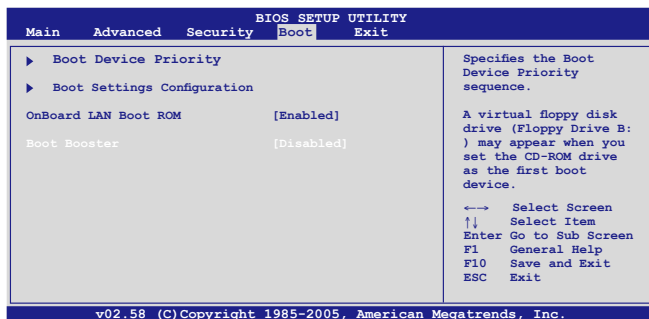 BIOS SETUP UTILITY
Main Advanced Security Boot Exit
Boot Device Priority
Boot Settings Configuration
OnBoard LAN Boot ROM [Enabled]
Boot Booster [Disabled]
Specifies the Boot
Device Priority
sequence.
A virtual floppy disk
drive (Floppy Drive B:
) may appear when you
set the CD-ROM drive
as the first boot
device.
←→ Select Screen
↑↓ Select Item
Enter Go to Sub Screen
F1 General Help
F10 Save and Exit
ESC Exit
v02.58 (C)Copyright 1985-2005, American Megatrends, Inc.